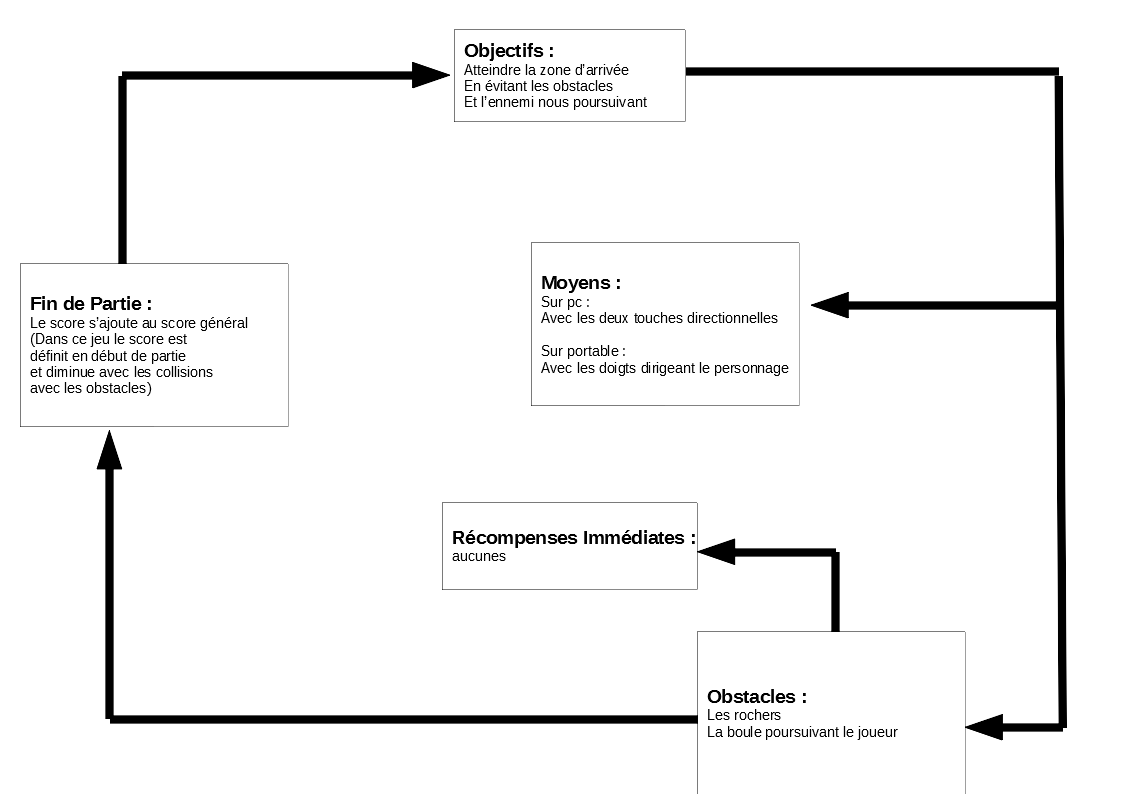 Objectifs :
Atteindre la zone d’arrivée
En évitant les obstacles
Et l’ennemi nous poursuivant
Moyens :
Sur pc :
Avec les deux touches directionnelles
Sur portable :
Avec les doigts dirigeant le personnage
Fin de Partie :
Le score s’ajoute au score général
(Dans ce jeu le score est
définit en début de partie
et diminue avec les collisions
avec les obstacles)
Récompenses Immédiates :
aucunes
Obstacles :
Les rochers
La boule poursuivant le joueur